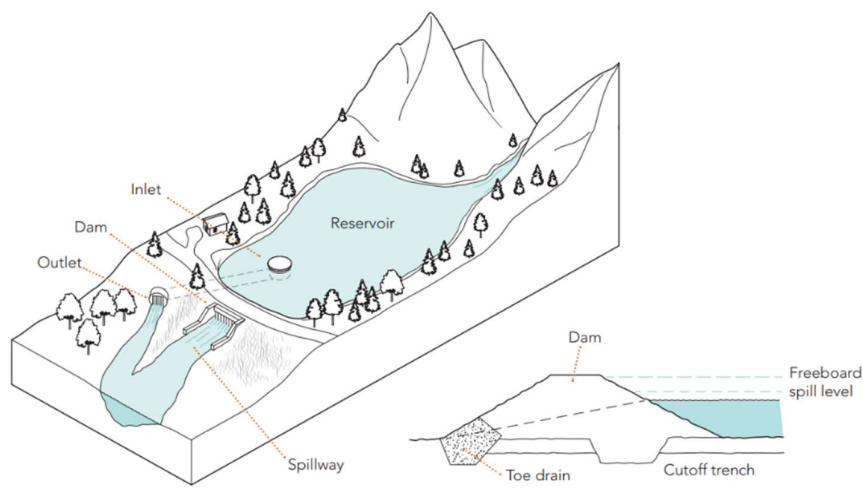 Inlet
Reservoir
Dam
Outlet
Spillway
Dam
Freeboard
spill level
Toe drain
Cutoff trench